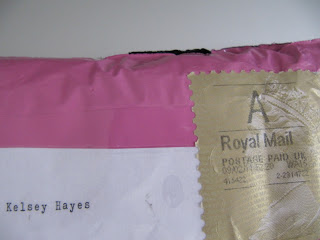 A
Royal Mail
POSTAGE PAID UK
Kelsey Hayes